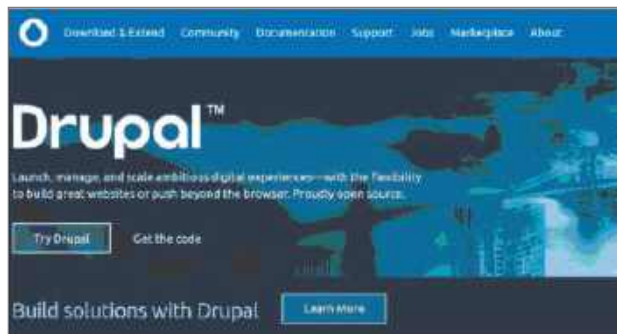 Download & Extend Community Documentation Support Jobs Marketplace About
Drupal™
Launch, manage, and scale ambitious digital experiences—with the flexibility
to build great websites or push beyond the browser. Proudly open source.
Try Drupal Get the code
Build solutions with Drupal Learn More